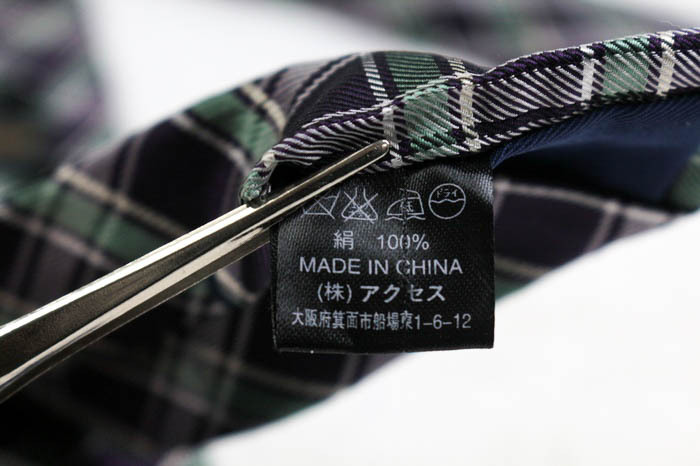 ドライ
絹 100%
MADE IN CHINA
(株) アクセス
大阪府箕面市船場東1-6-12